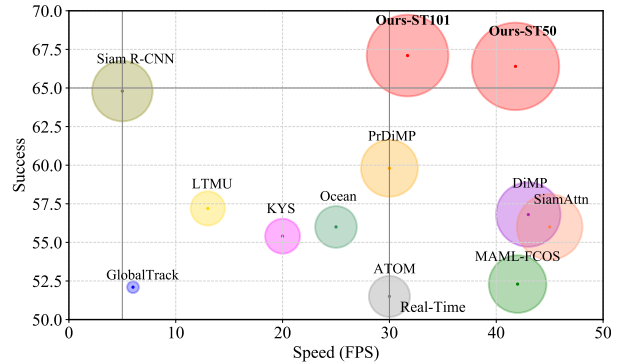 70.0
67.5
65.0
62.5
60.0
57.5
55.0
52.5
50.0
Success
Ours-ST101
Ours-ST50
Siam R-CNN
PrDiMP
LTMU
KYS
Ocean
DiMP
SiamAttn
MAML-FCOS
GlobalTrack
ATOM
Real-Time
0 10 20 30 40 50
Speed (FPS)